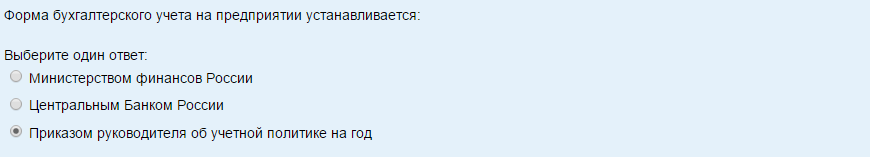 Форма бухгалтерского учета на предприятии устанавливается:
Выберите один ответ:
Министерством финансов России
Центральным Банком России
Приказом руководителя об учетной политике на год